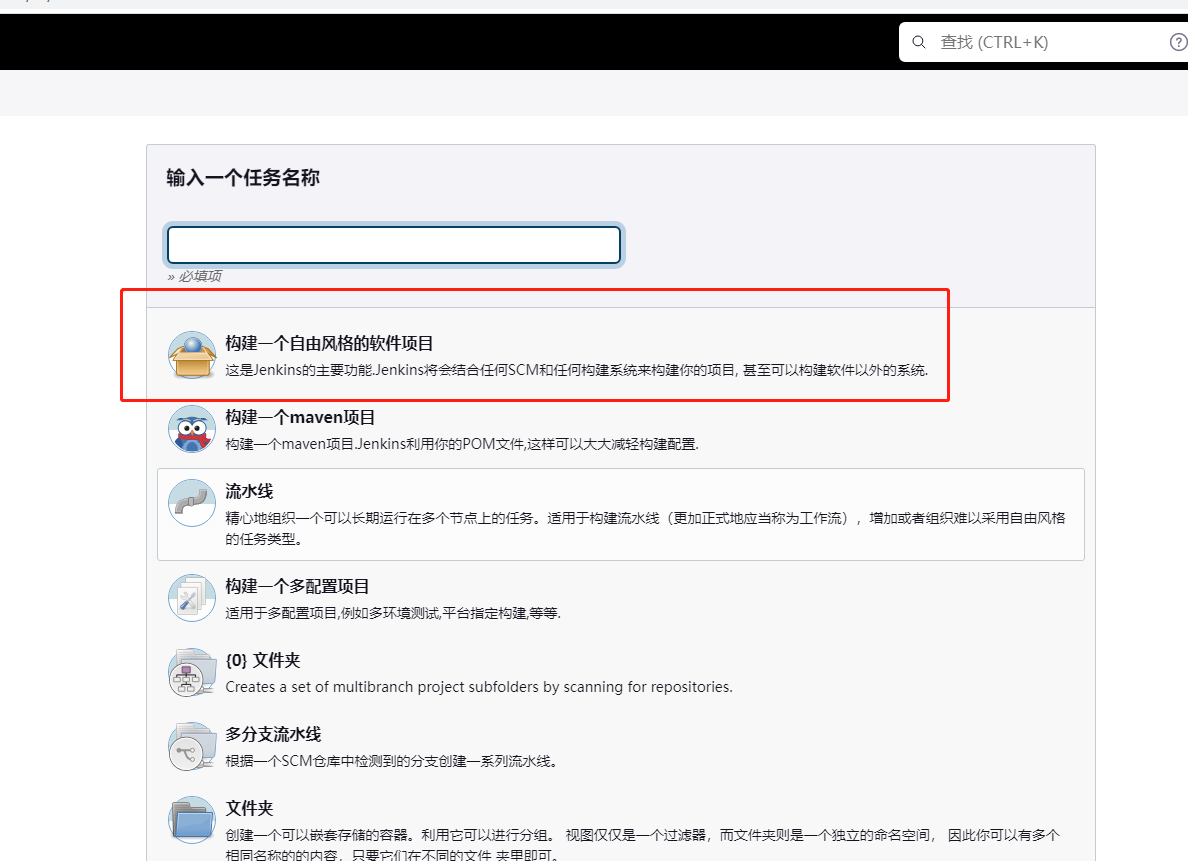 查找 (CTRL+K)
输入一个任务名称
» 必填项
构建一个自由风格的软件项目
这是Jenkins的主要功能.Jenkins将会结合任何SCM和任何构建系统来构建你的项目, 甚至可以构建软件以外的系统.
构建一个maven项目
构建一个maven项目.Jenkins利用你的POM文件,这样可以大大减轻构建配置.
流水线
精心地组织一个可以长期运行在多个节点上的任务。适用于构建流水线（更加正式地应当称为工作流），增加或者组织难以采用自由风格
的任务类型。
构建一个多配置项目
适用于多配置项目,例如多环境测试,平台指定构建,等等.
{0} 文件夹
Creates a set of multibranch project subfolders by scanning for repositories.
多分支流水线
根据一个SCM仓库中检测到的分支创建一系列流水线。
文件夹
创建一个可以嵌套存储的容器。利用它可以进行分组。 视图仅仅是一个过滤器，而文件夹则是一个独立的命名空间， 因此你可以有多个
相同名称的的内容，只要它们在不同的文件 夹里即可。